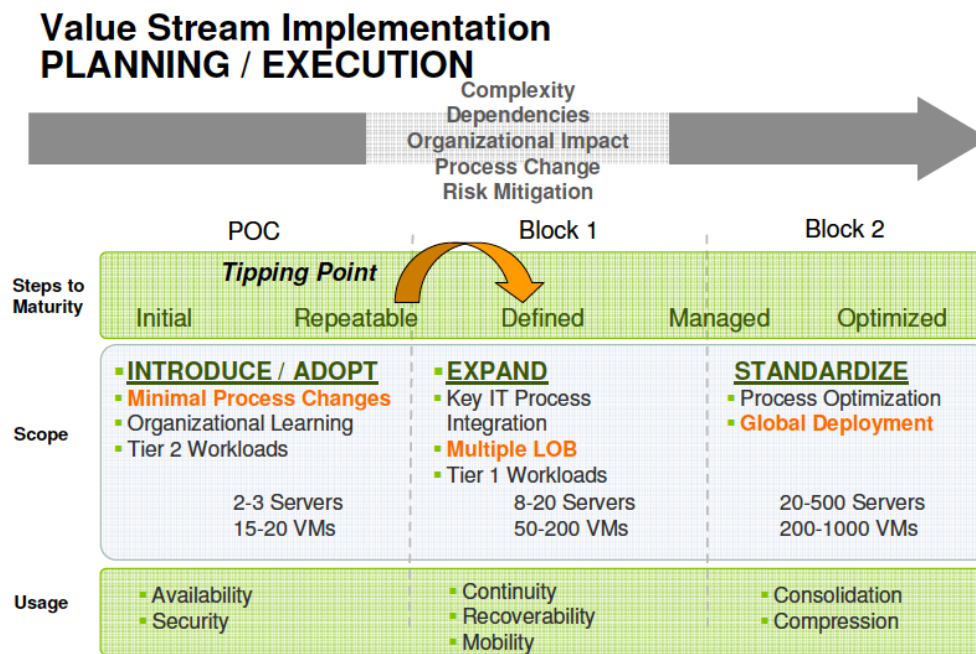 Value Stream Implementation
PLANNING / EXECUTION
Complexity
Dependencies
Organizational Impact
Process Change
Risk Mitigation
POC
Block 1
Block 2
Steps to
Maturity
Tipping Point
Initial
Repeatable
Defined
Managed
Optimized
Scope
INTRODUCE / ADOPT
Minimal Process Changes
Organizational Learning
Tier 2 Workloads
2-3 Servers
15-20 VMs
EXPAND
Key IT Process
Integration
Multiple LOB
Tier 1 Workloads
8-20 Servers
50-200 VMs
STANDARDIZE
Process Optimization
Global Deployment
20-500 Servers
200-1000 VMs
Usage
Availability
Security
Continuity
Recoverability
Mobility
Consolidation
Compression